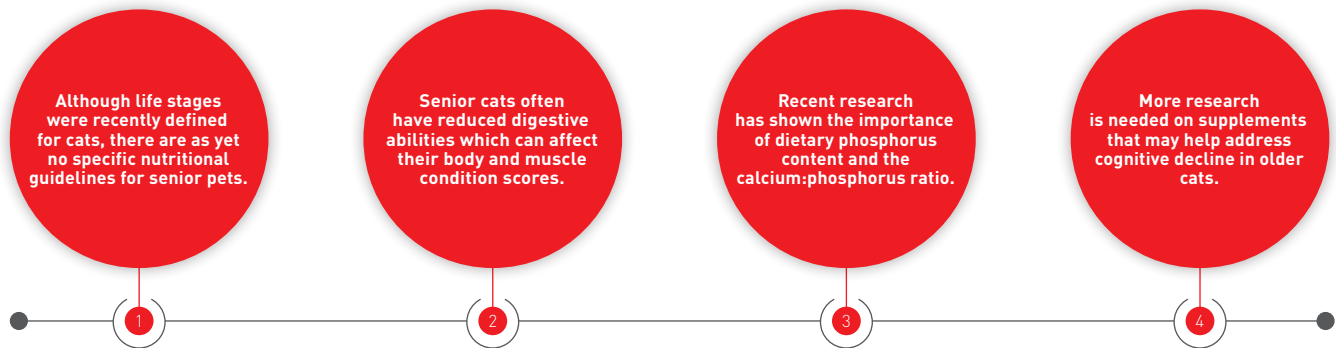 Although life stages
were recently defined
for cats, there are as yet
no specific nutritional
guidelines for senior pets.
Senior cats often
have reduced digestive
abilities which can affect
their body and muscle
condition scores.
Recent research
has shown the importance
of dietary phosphorus
content and the
calcium:phosphorus ratio.
More research
is needed on supplements
that may help address
cognitive decline in older
cats.
1
2
3
4